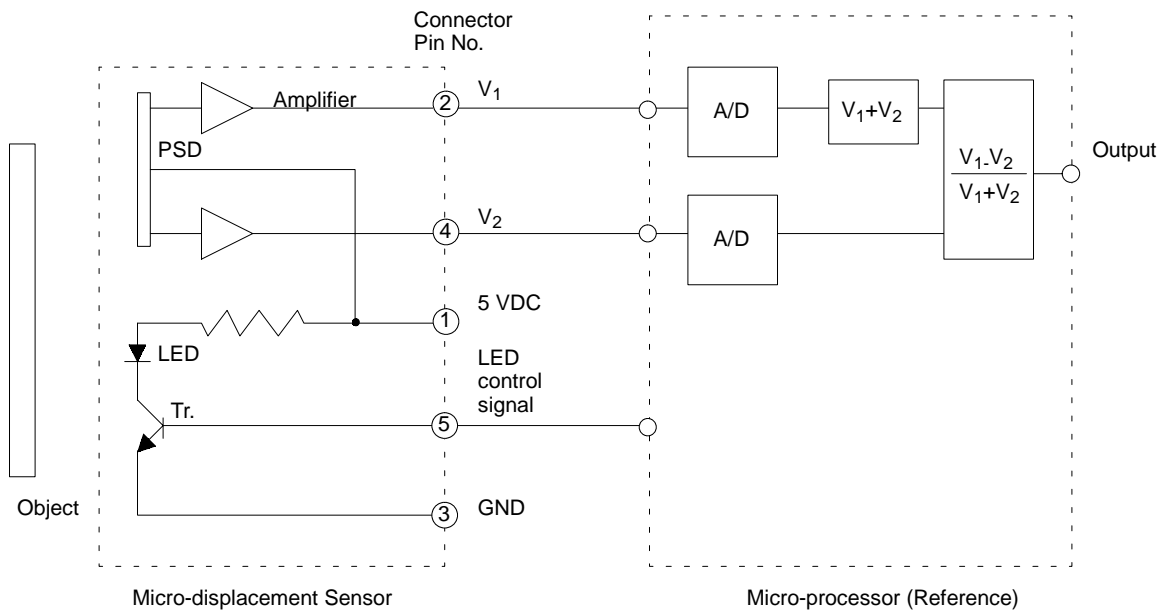 Connector
Pin No.
Amplifier
2
V1
A/D
V1+V2
PSD
V1-V2
V1+V2
Output
4
V2
A/D
5 VDC
1
LED
LED
control
signal
Tr.
5
Object
3
GND
Micro-displacement Sensor
Micro-processor (Reference)